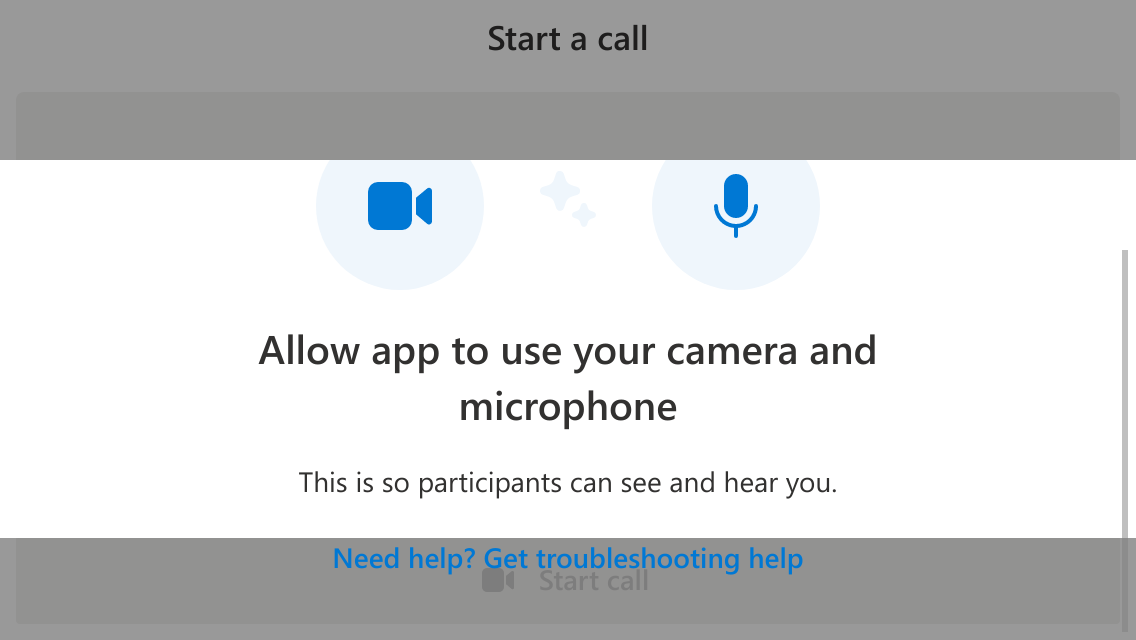 Start a call
Allow app to use your camera and
microphone
This is so participants can see and hear you.
Need help? Get troubleshooting help
Start call